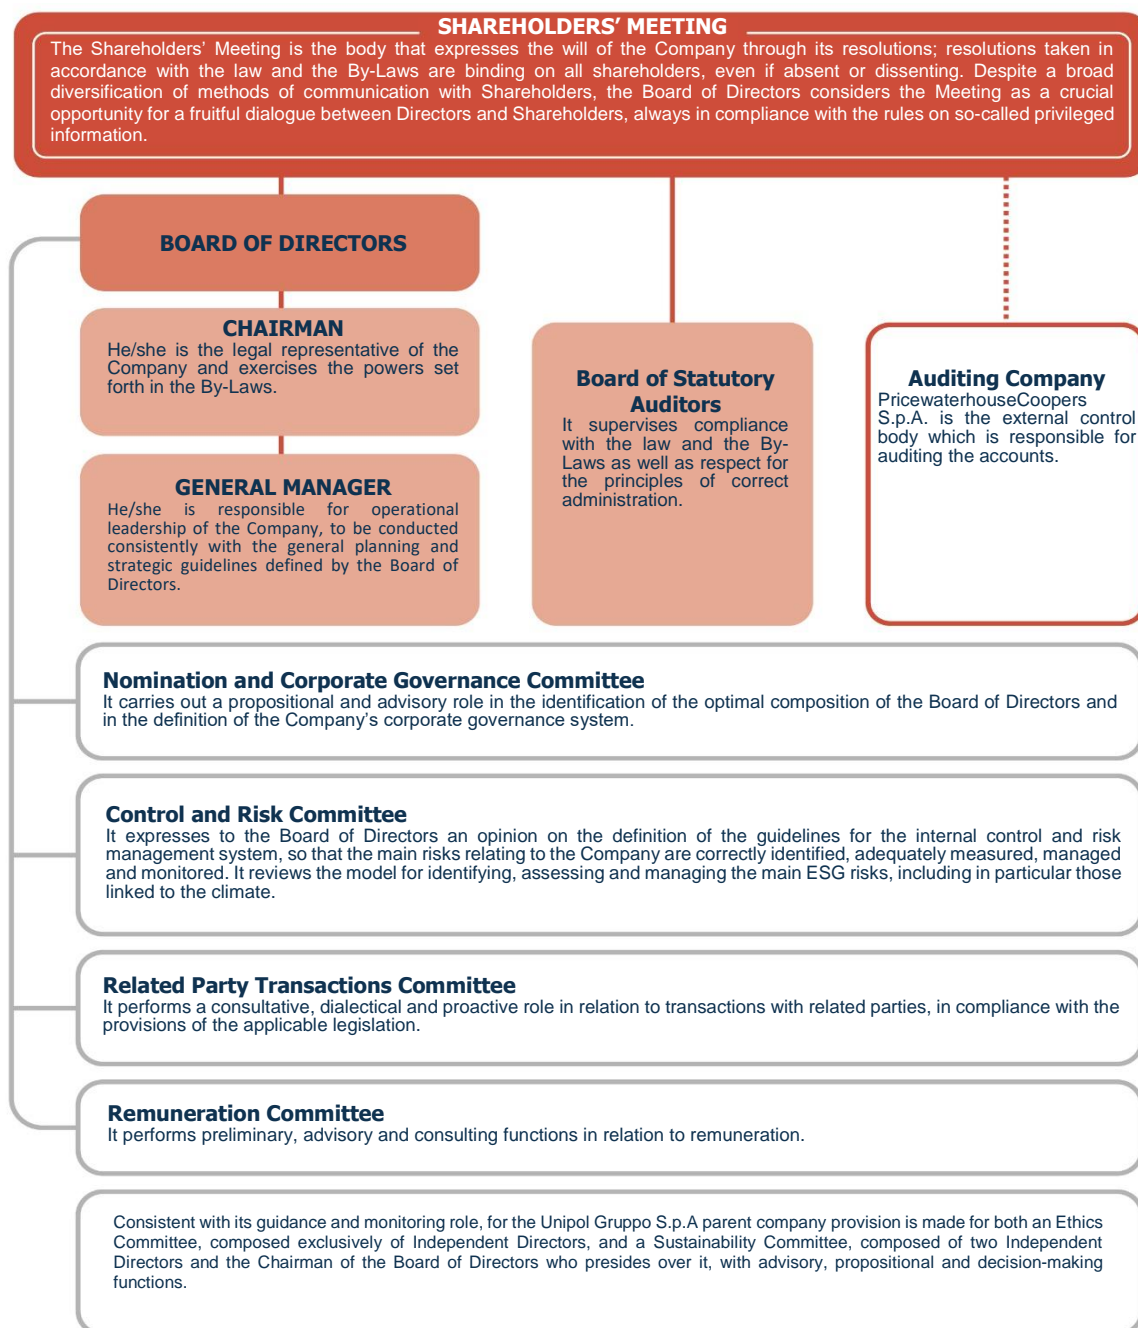 SHAREHOLDERS' MEETING
The Shareholders' Meeting is the body that expresses the will of the Company through its resolutions; resolutions taken in
accordance with the law and the By-Laws are binding on all shareholders, even if absent or dissenting. Despite a broad
diversification of methods of communication with Shareholders, the Board of Directors considers the Meeting as a crucial
opportunity for a fruitful dialogue between Directors and Shareholders, always in compliance with the rules on so-called privileged
information.
BOARD OF DIRECTORS
CHAIRMAN
He/she is the legal representative of the
Company and exercises the powers set
forth in the By-Laws.
GENERAL MANAGER
He/she is responsible for operational
leadership of the Company, to be conducted
consistently with the general planning and
strategic guidelines defined by the Board of
Directors.
Board of Statutory
Auditors
It supervises compliance
with the law and the By-
Laws as well as respect for
the principles of correct
administration.
Auditing Company
PricewaterhouseCoopers
S.p.A. is the external control
body which is responsible for
auditing the accounts.
Nomination and Corporate Governance Committee
It carries out a propositional and advisory role in the identification of the optimal composition of the Board of Directors and
in the definition of the Company's corporate governance system.
Control and Risk Committee
It expresses to the Board of Directors an opinion on the definition of the guidelines for the internal control and risk
management system, so that the main risks relating to the Company are correctly identified, adequately measured, managed
and monitored. It reviews the model for identifying, assessing and managing the main ESG risks, including in particular those
linked to the climate.
Related Party Transactions Committee
It performs a consultative, dialectical and proactive role in relation to transactions with related parties, in compliance with the
provisions of the applicable legislation.
Remuneration Committee
It performs preliminary, advisory and consulting functions in relation to remuneration.
Consistent with its guidance and monitoring role, for the Unipol Gruppo S.p.A parent company provision is made for both an Ethics
Committee, composed exclusively of Independent Directors, and a Sustainability Committee, composed of two Independent
Directors and the Chairman of the Board of Directors who presides over it, with advisory, propositional and decision-making
functions.